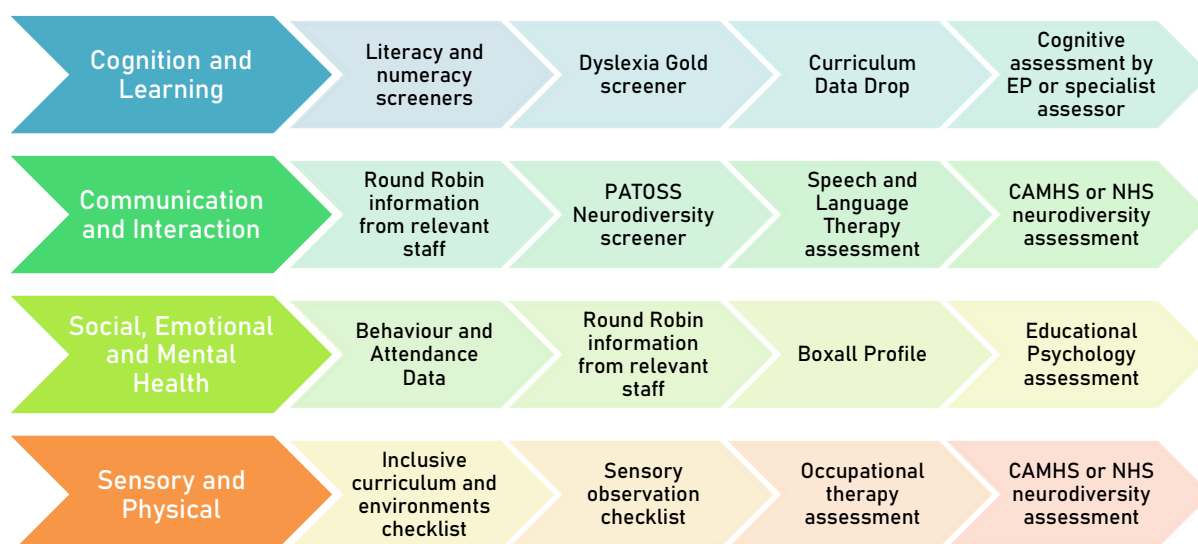 Cognition and
Learning
Literacy and
numeracy
screeners
Dyslexia Gold
screener
Curriculum
Data Drop
Cognitive
assessment by
EP or specialist
assessor
Communication
and Interaction
Round Robin
information
from relevant
staff
PATOSS
Neurodiversity
screener
Speech and
Language
Therapy
assessment
CAMHS or NHS
neurodiversity
assessment
Social, Emotional
and Mental
Health
Behaviour and
Attendance
Data
Round Robin
information
from relevant
staff
Boxall Profile
Educational
Psychology
assessment
Sensory and
Physical
Inclusive
curriculum and
environments
checklist
Sensory
observation
checklist
Occupational
therapy
assessment
CAMHS or NHS
neurodiversity
assessment